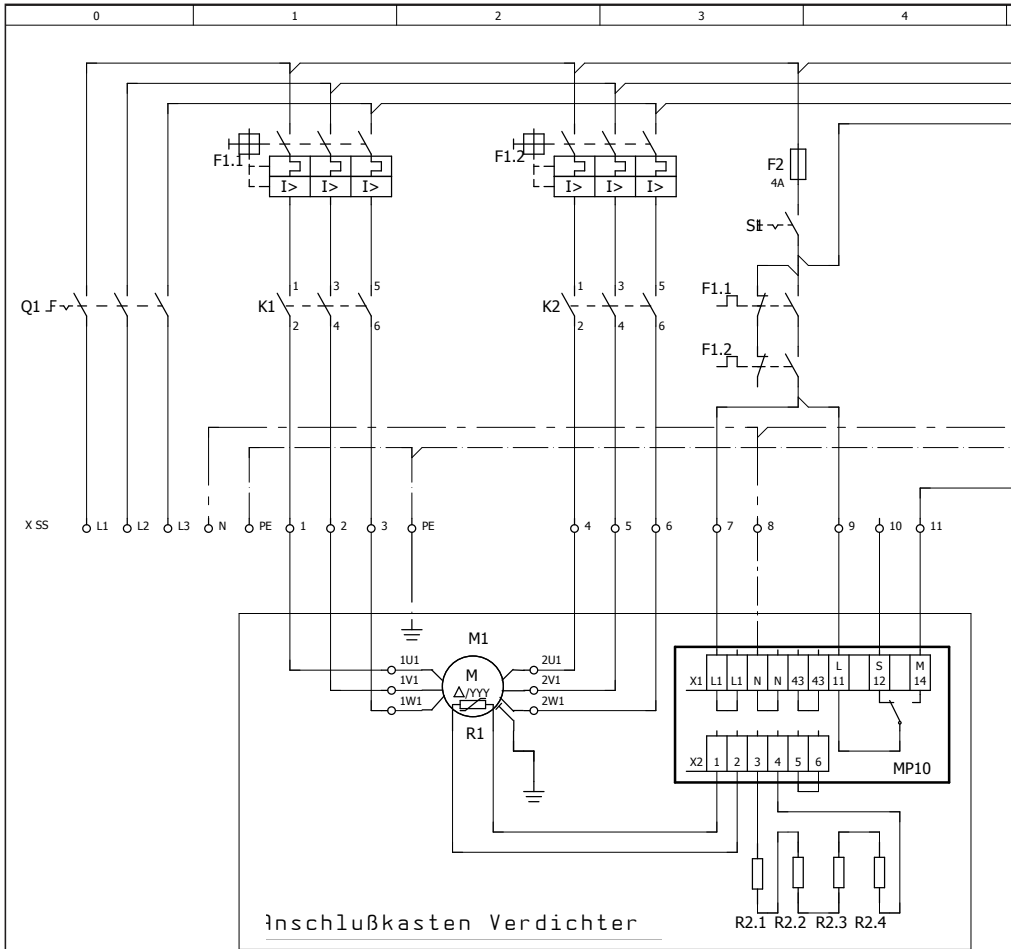 0 1 2 3 4
F1.1
I> I> I>
F1.2
I> I> I>
F2
4A
S1
Q1
K1
1 3 5
2 4 6
K2
1 3 5
2 4 6
F1.1
F1.2
X SS L1 L2 L3 N PE 1 2 3 PE 4 5 6 7 8 9 10 11
M1
1U1
1V1
1W1
M
△/YYY
R1
2U1
2V1
2W1
L S M
X1 L1 L1 N N 43 43 11 12 14
X2 1 2 3 4 5 6
MP10
R2.1 R2.2 R2.3 R2.4
Anschlußkasten Verdichter